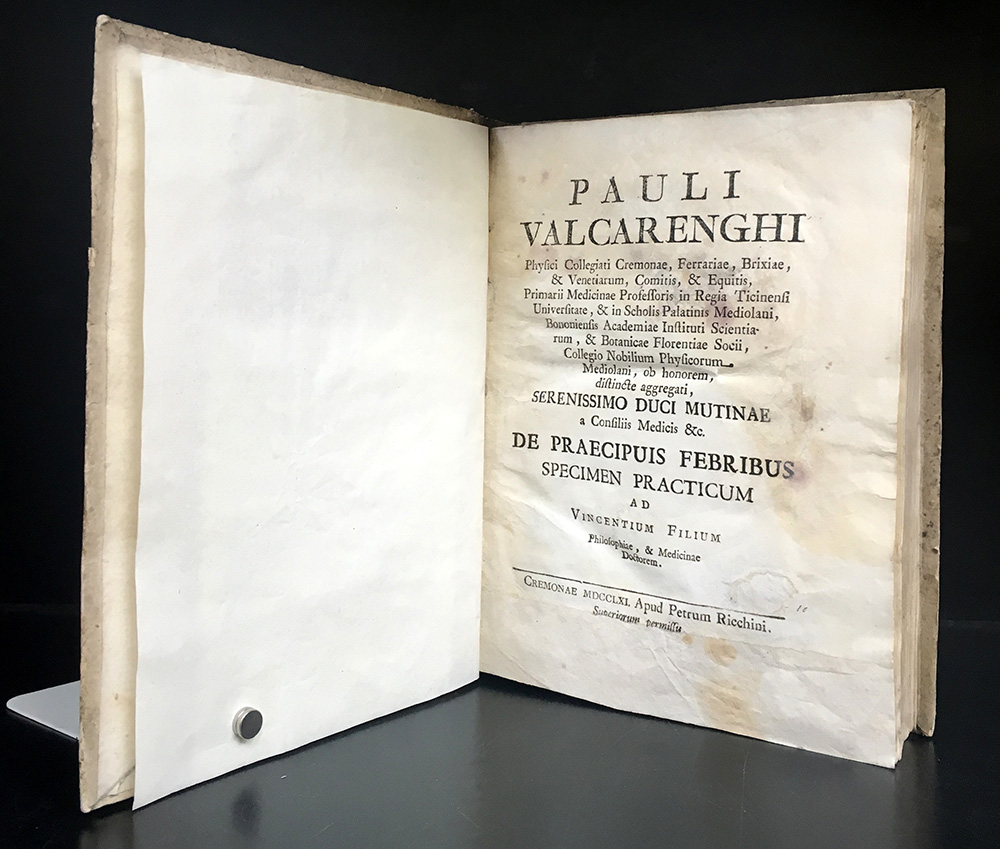 PAULI
VALCARENGHI
Phyſici Collegiati Cremonae, Ferrariae, Brixiae,
& Venetiarum, Comitis, & Equitis,
Primarii Medicinae Profeſſoris in Regia Ticinenſi
Univerſitate, & in Scholis Palatinis Mediolani,
Bononienſis Academiae Inſtituti Scientia-
rum, & Botanicae Florentiae Socii,
Collegio Nobilium Phyſicorum
Mediolani, ob honorem,
diſtincte aggregati,
SERENISSIMO DUCI MUTINAE
a Conſiliis Medicis &c.
DE PRAECIPUIS FEBRIBUS
SPECIMEN PRACTICUM
AD
VINCENTIUM FILIUM
Philoſophiae, & Medicinae
Doctorem.
CREMONAE MDCCLXI. Apud Petrum Ricchini.
permiſſu